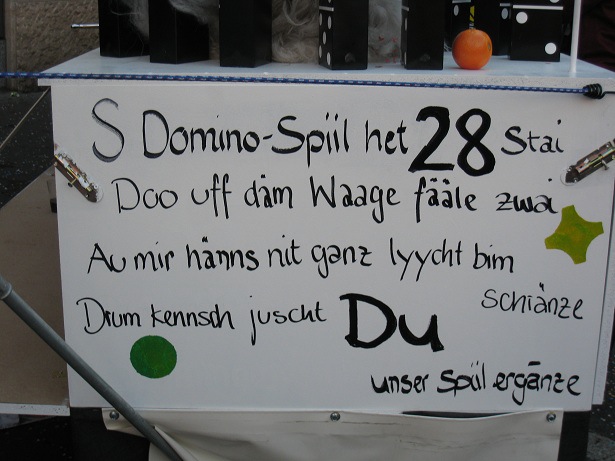 S Domino-Spiil het 28 Stai
Doo uff däm Waage fääle zwai
Au mir hänns nit ganz lyycht bim
schiänze
Drum kennsch juscht Du
unser Spiil ergänze